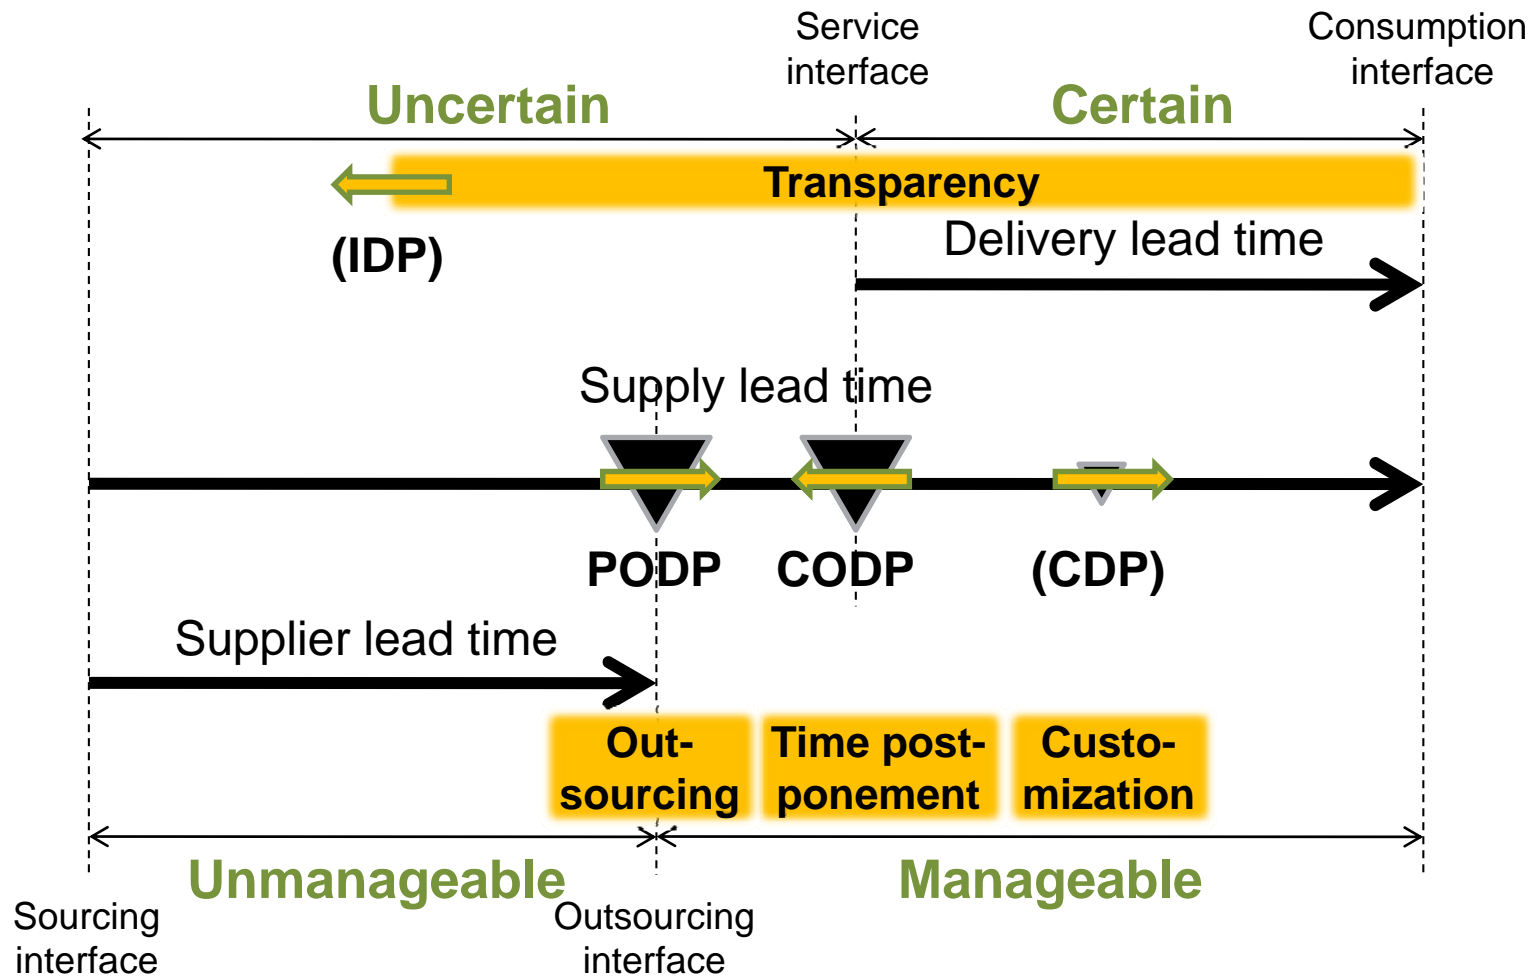 Service
interface
Consumption
interface
Uncertain
Certain
Transparency
(IDP)
Delivery lead time
Supply lead time
PODP
CODP
(CDP)
Supplier lead time
Out-
sourcing
Time post-
ponement
Custo-
mization
Unmanageable
Manageable
Sourcing
interface
Outsourcing
interface